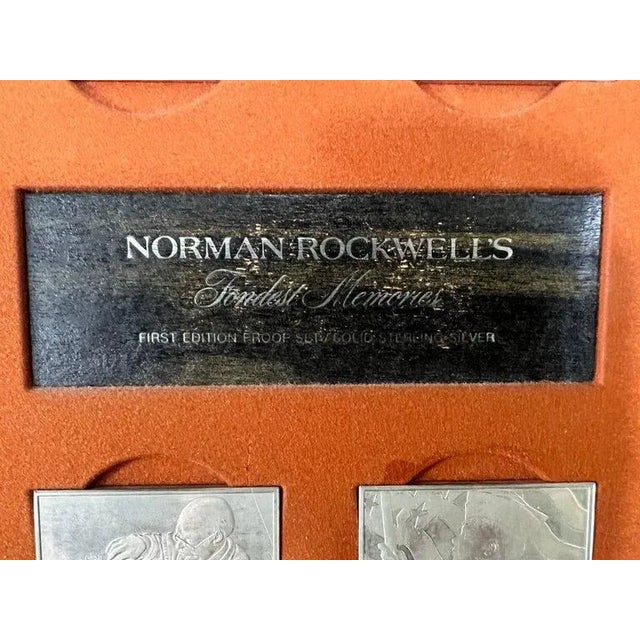 NORMAN ROCKWELL'S
Fondest Memories
FIRST EDITION PROOF SET/SOLID STERLING SILVER